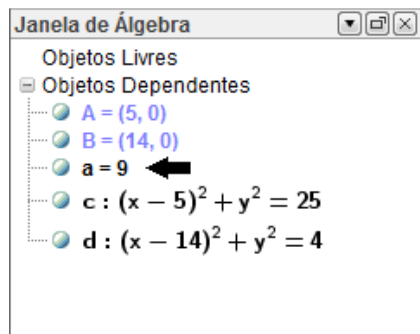 Janela de Álgebra
Objetos Livres
Objetos Dependentes
A = (5, 0)
B = (14, 0)
a = 9
c : (x − 5)² + y² = 25
d : (x − 14)² + y² = 4